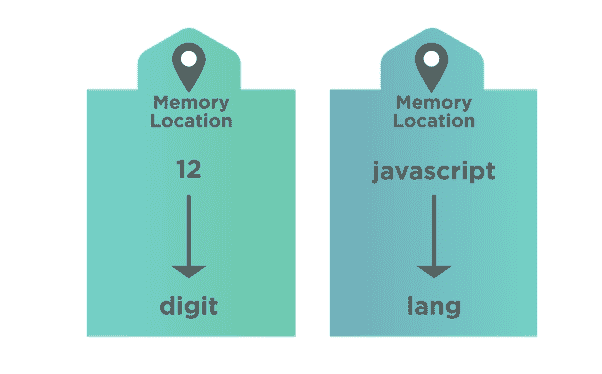 Memory
Location
12
digit
Memory
Location
javascript
lang